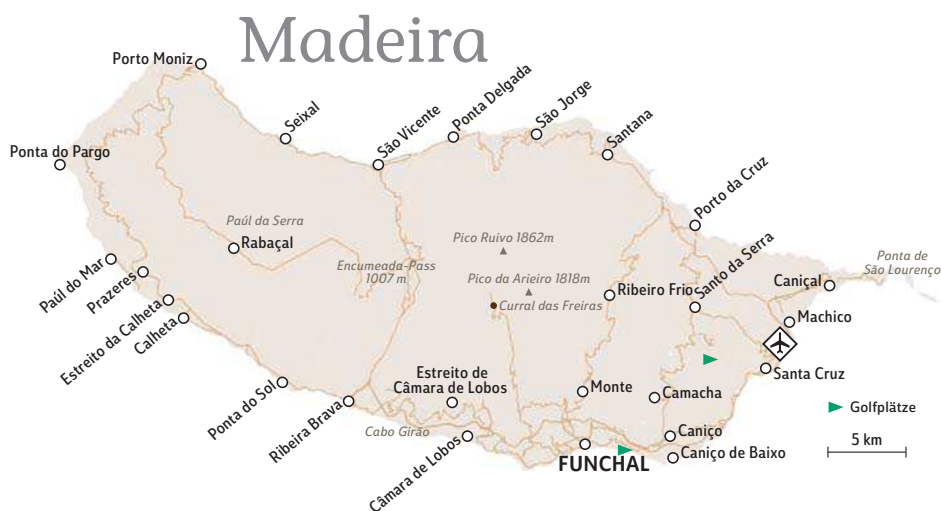 Madeira
Porto Moniz
Seixal
São Vicente
Ponta Delgada
São Jorge
Santana
Ponta do Pargo
Porto da Cruz
Paúl da Serra
Rabaçal
Pico Ruivo 1862m
Encumeada-Pass
1007 m
Pico da Arieiro 1818m
Curral das Freiras
Ribeiro Frio
Santo da Serra
Ponta de
São Lourenço
Caniçal
Machico
Paúl do Mar
Prazeres
Estreito da Calheta
Calheta
Santa Cruz
Ponta do Sol
Ribeira Brava
Estreito de
Câmara de Lobos
Monte
Camacha
Golfplätze
Cabo Girão
Câmara de Lobos
Caniço
5 km
FUNCHAL
Caniço de Baixo